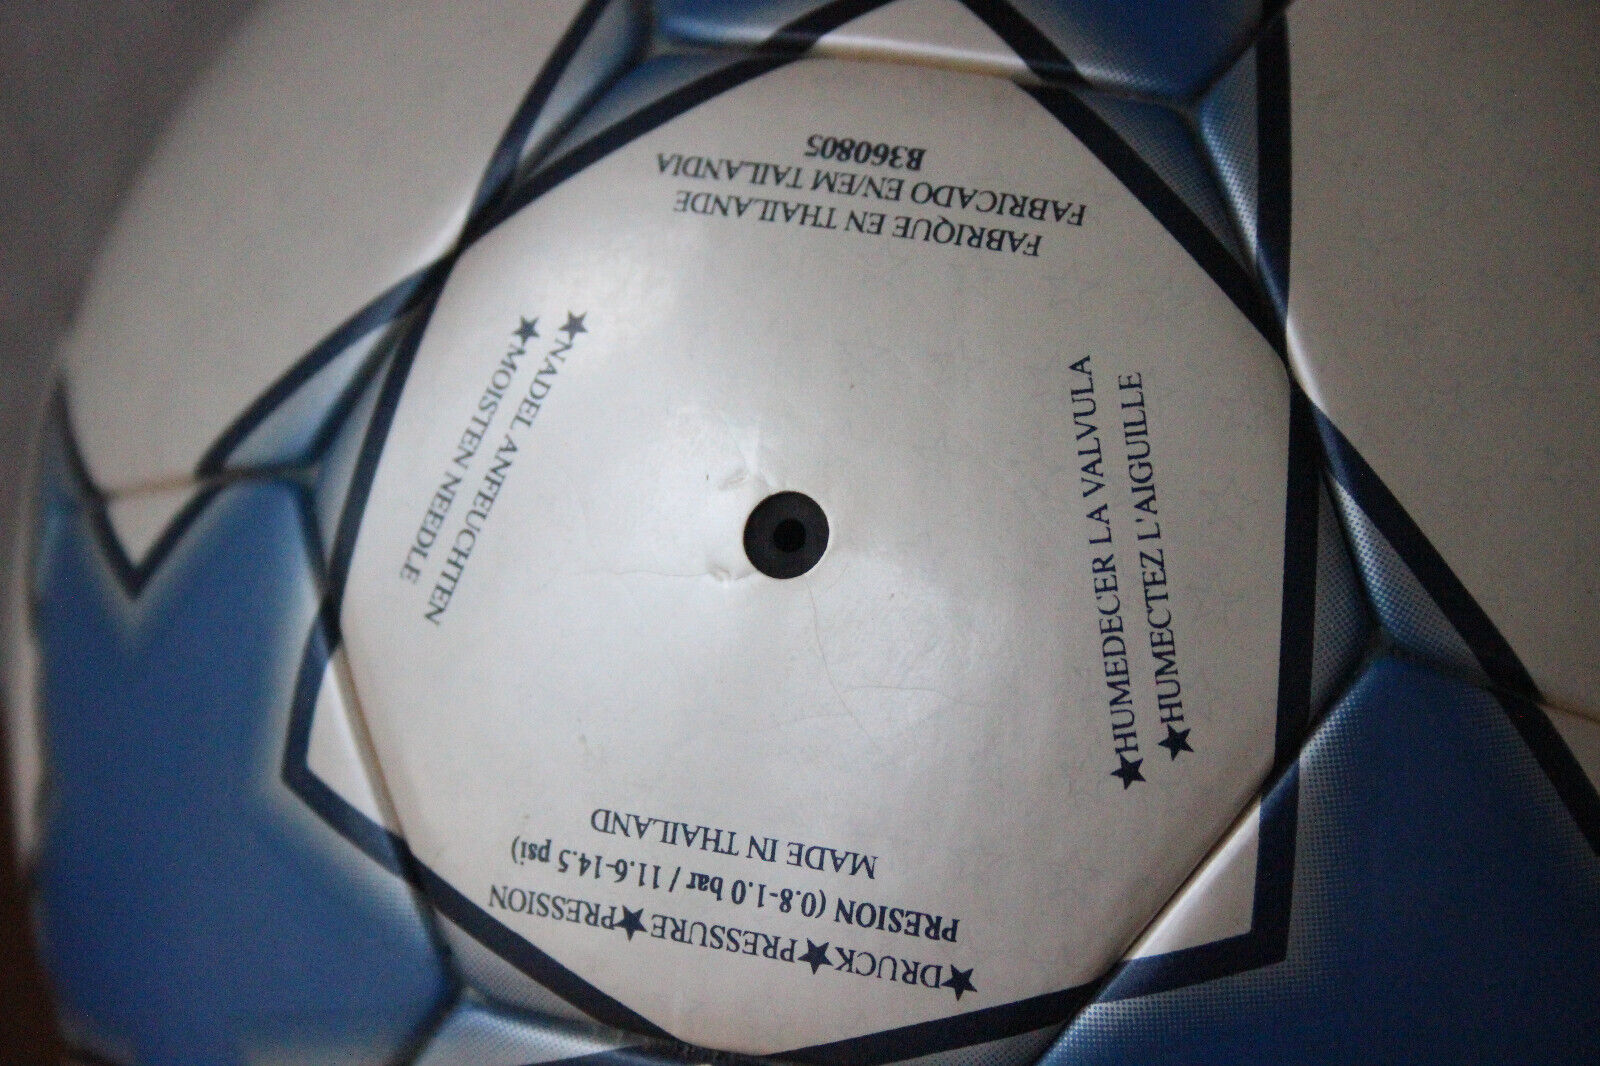 ★DRUCK★PRESSURE★PRESSION
PRESION (0.8-1.0 bar / 11.6-14.5 psi)
MADE IN THAILAND
★HUMEDECER LA VALVULA
★HUMECTEZ L'AIGUILLE
★NADEL ANFEUCHTEN
★MOISTEN NEEDLE
FABRIQUE EN THAILANDE
FABRICADO EN/EM TAILANDIA
B360805